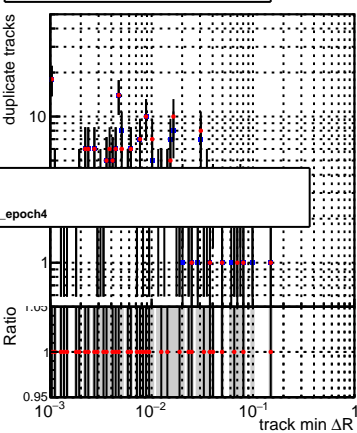 duplicate tracks
10
_epoch4
1
Ratio
1.05
1
0.95
10⁻³ 10⁻² 10⁻¹ 1
track min ΔR